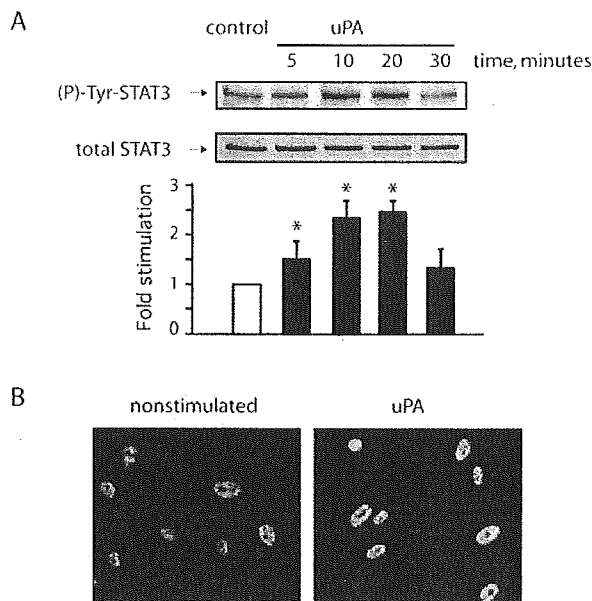 A
control uPA
5 10 20 30 time, minutes
(P)-Tyr-STAT3
total STAT3
Fold stimulation
3
2
1
0
* * *
B
nonstimulated uPA